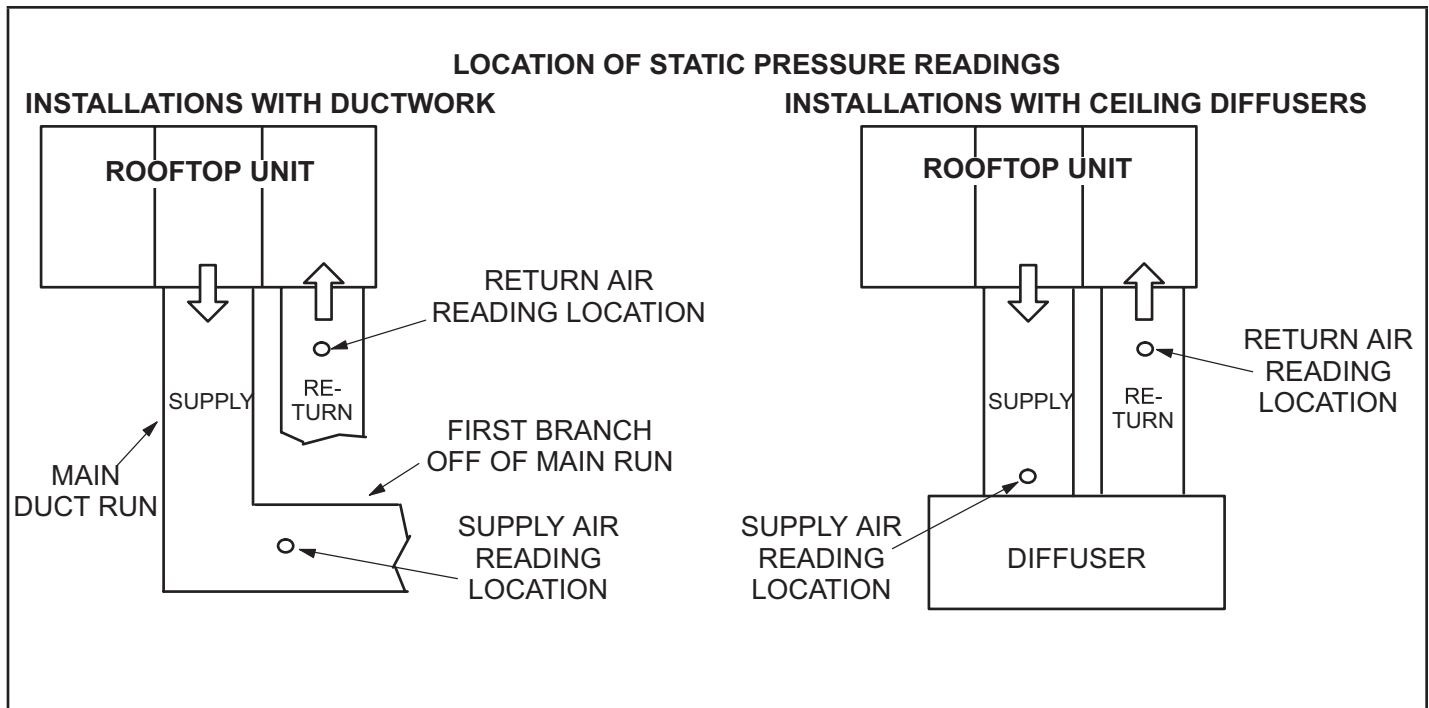 LOCATION OF STATIC PRESSURE READINGS
INSTALLATIONS WITH DUCTWORK
ROOFTOP UNIT
RETURN AIR
READING LOCATION
SUPPLY
RE-
TURN
FIRST BRANCH
OFF OF MAIN RUN
MAIN
DUCT RUN
SUPPLY AIR
READING
LOCATION
INSTALLATIONS WITH CEILING DIFFUSERS
ROOFTOP UNIT
RETURN AIR
READING
LOCATION
SUPPLY
RE-
TURN
SUPPLY AIR
READING
LOCATION
DIFFUSER